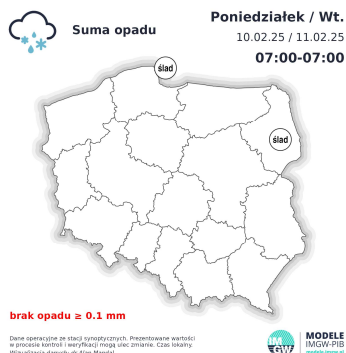 Suma opadu
Poniedziałek / Wt.
10.02.25 / 11.02.25
07:00-07:00
ślad
ślad
brak opadu ≥ 0.1 mm
Dane operacyjne ze stacji synoptycznych. Prezentowane wartości
w procesie kontroli i weryfikacji mogą ulec zmianie. Czas lokalny.
IM
GW
MODELE
IMGW-PIB